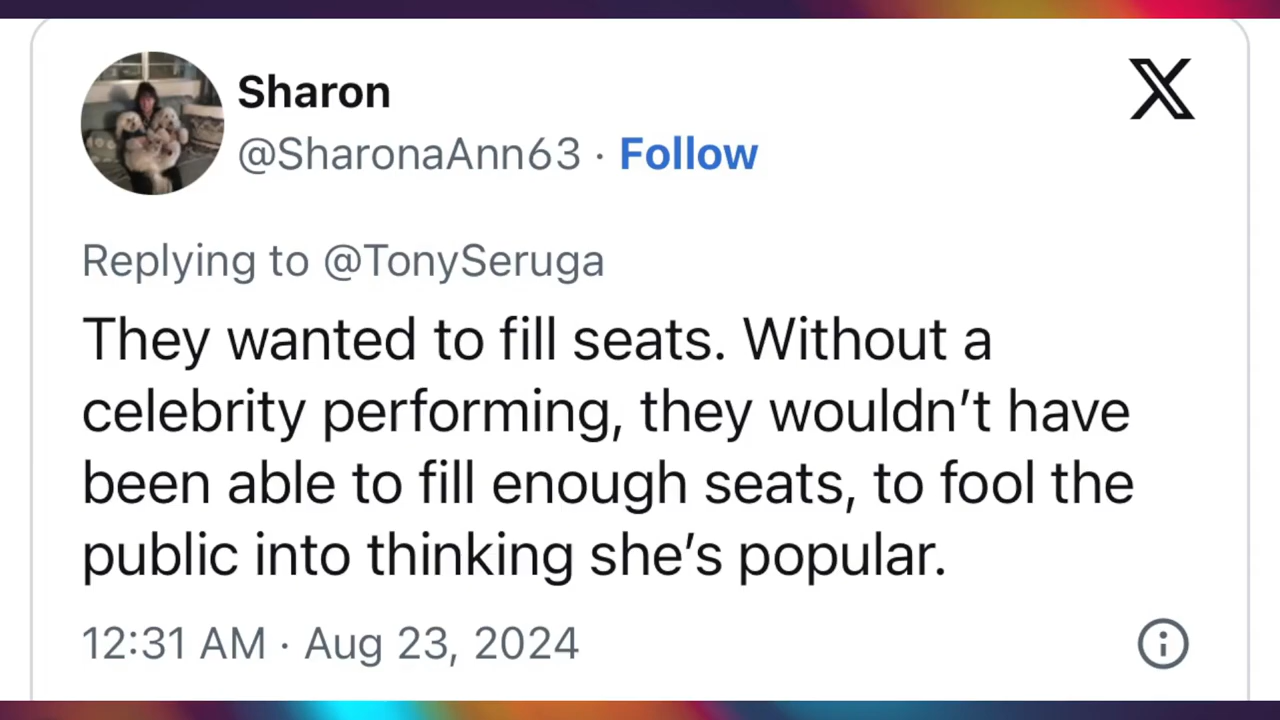 Sharon
@SharonaAnn63 · Follow
Replying to @TonySeruga
They wanted to fill seats. Without a
celebrity performing, they wouldn’t have
been able to fill enough seats, to fool the
public into thinking she’s popular.
12:31 AM · Aug 23, 2024